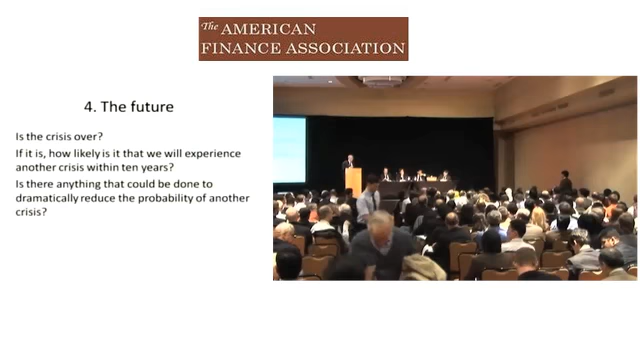 The AMERICAN
FINANCE ASSOCIATION
4. The future
Is the crisis over?
If it is, how likely is it that we will experience
another crisis within ten years?
Is there anything that could be done to
dramatically reduce the probability of another
crisis?